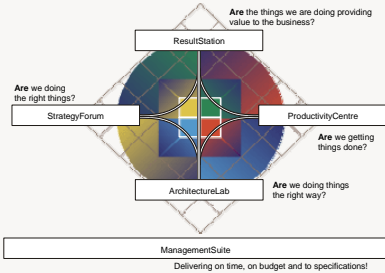 Are the things we are doing providing
value to the business?
ResultStation
Are we doing
the right things?
StrategyForum
ProductivityCentre
Are we getting
things done?
ArchitectureLab
Are we doing things
the right way?
ManagementSuite
Delivering on time, on budget and to specifications!